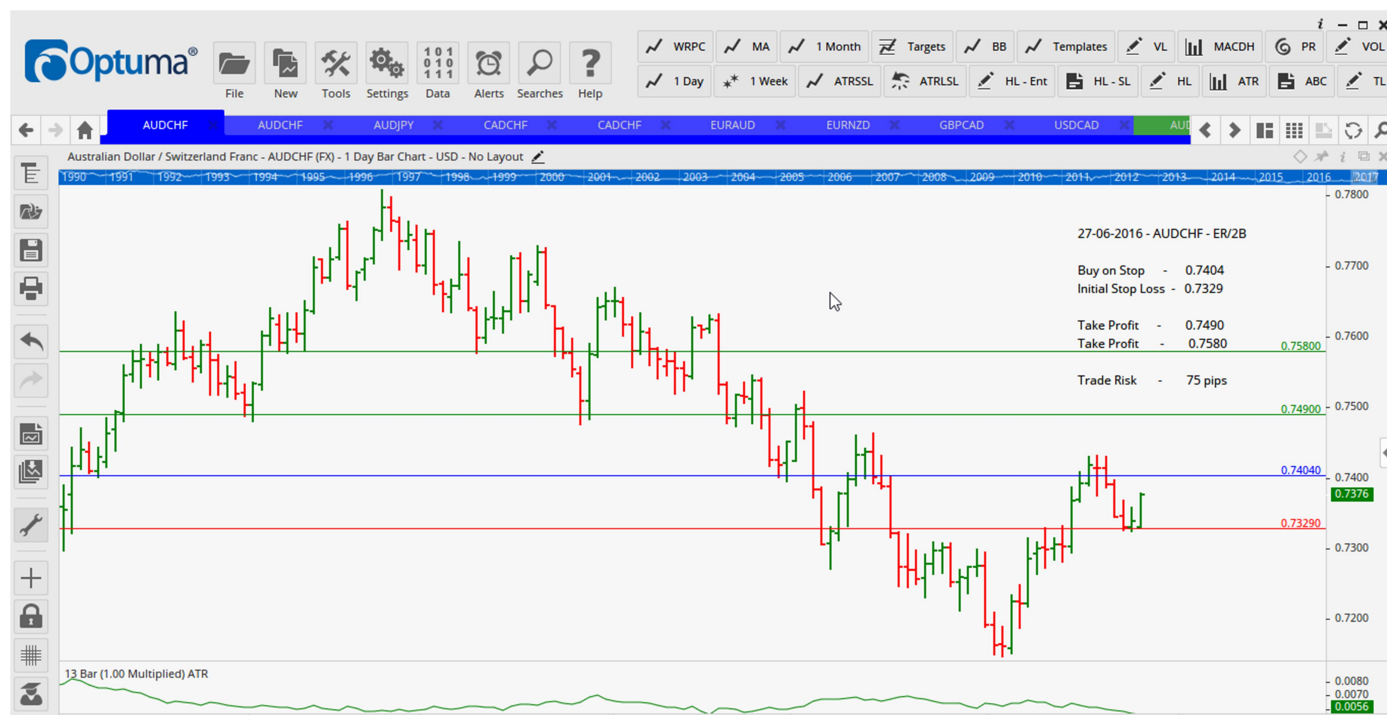 Optuma®
File New Tools Settings Data Alerts Searches Help
WRPC MA 1 Month Targets BB Templates VL MACDH PR VOL
1 Day 1 Week ATRSSL ATRLSL HL - Ent HL - SL HL ATR ABC TL
AUDCHF AUDCHF AUDJPY CADCHF CADCHF EURAUD EURNZD GBPCAD USDCAD
Australian Dollar / Switzerland Franc - AUDCHF (FX) - 1 Day Bar Chart - USD - No Layout
1990 1991 1992 1993 1994 1995 1996 1997 1998 1999 2000 2001 2002 2003 2004 2005 2006 2007 2008 2009 2010 2011 2012 2013 2014 2015 2016 2017
0.7800
27-06-2016 - AUDCHF - ER/2B
0.7700
Buy on Stop - 0.7404
Initial Stop Loss - 0.7329
Take Profit - 0.7490
0.7600
Take Profit - 0.7580
0.75800
Trade Risk - 75 pips
0.7500
0.74900
0.74040
0.7400
0.7376
0.73290
0.7300
0.7200
13 Bar (1.00 Multiplied) ATR
0.0080
0.0070
0.0056